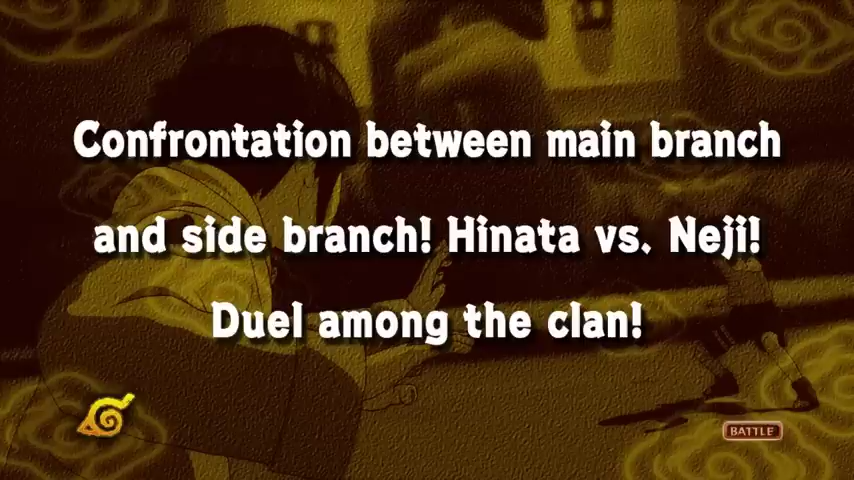 Confrontation between main branch
and side branch! Hinata vs. Neji!
Duel among the clan!
BATTLE